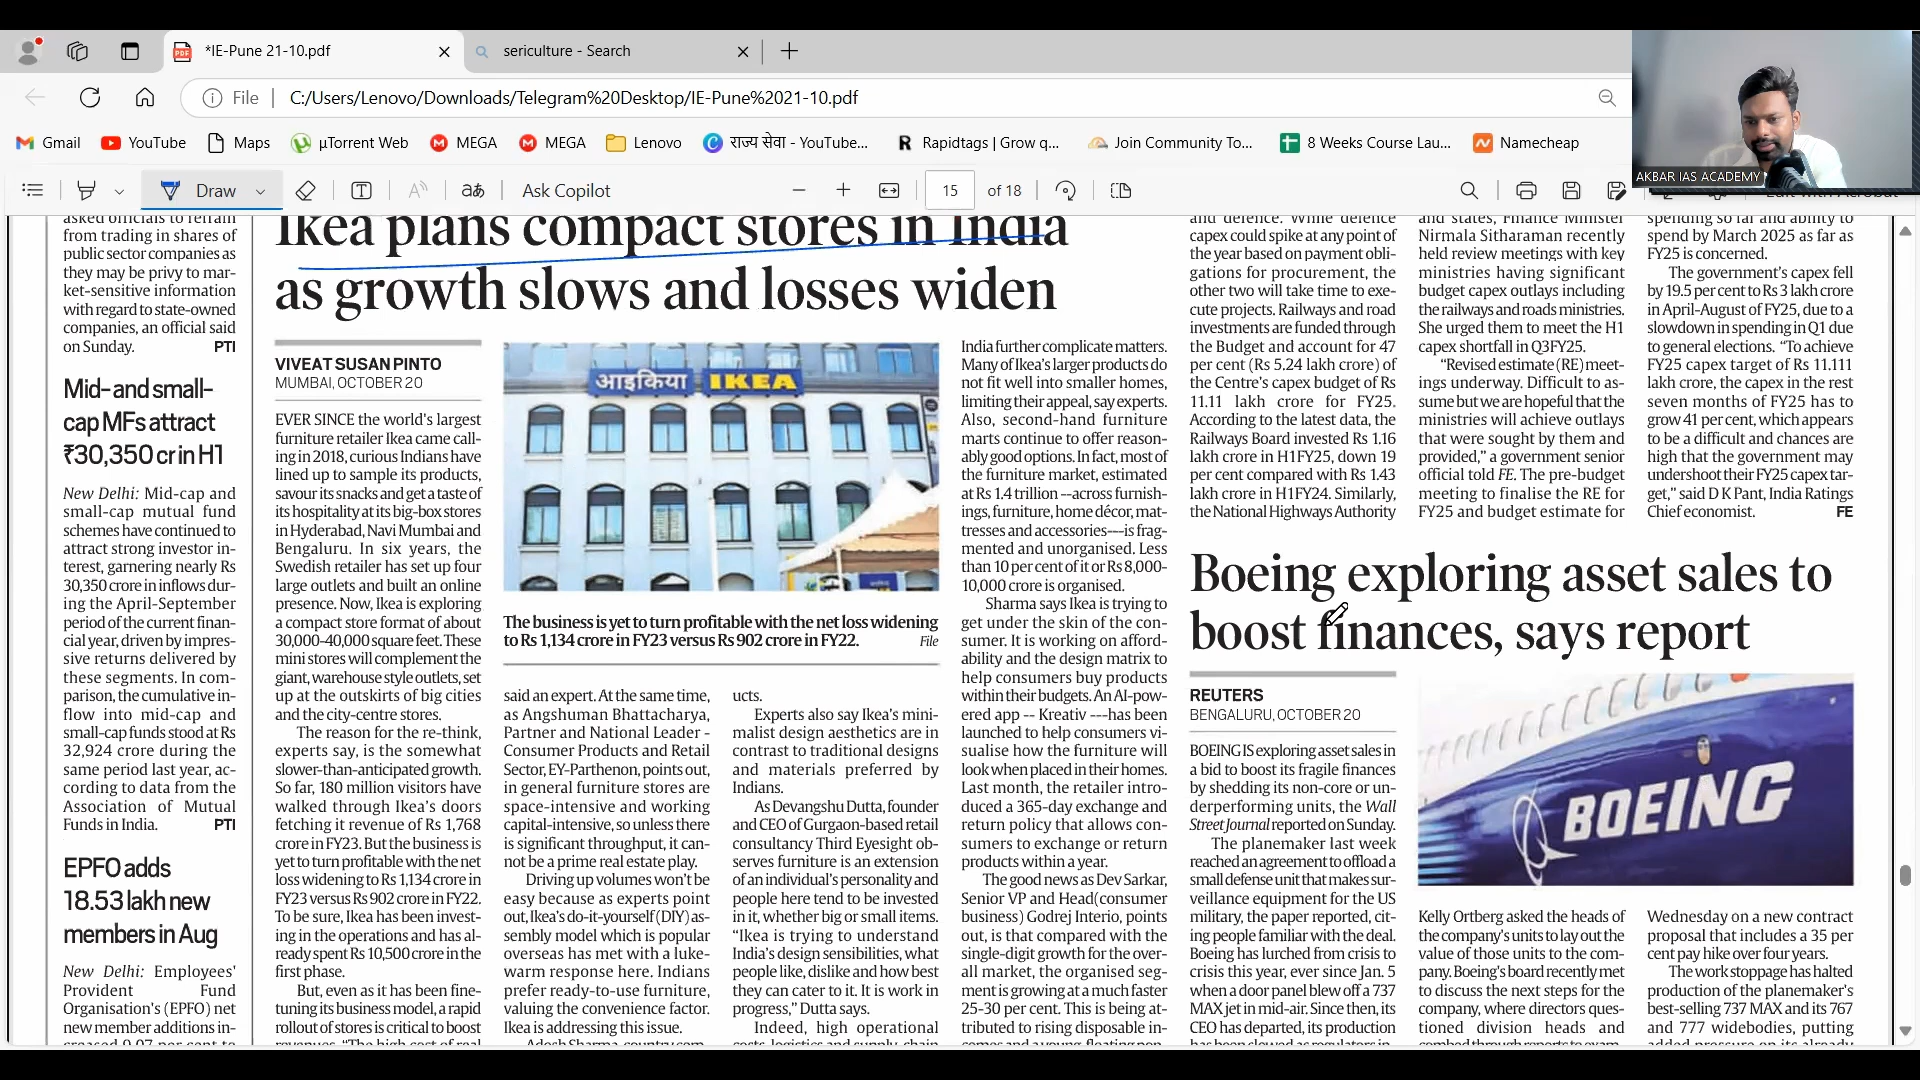 *IE-Pune 21-10.pdf
sericulture - Search
File
C:/Users/Lenovo/Downloads/Telegram%20Desktop/IE-Pune%2021-10.pdf
Gmail
YouTube
Maps
µTorrent Web
MEGA
MEGA
Lenovo
राज्य सेवा - YouTube...
Rapidtags | Grow q...
Join Community To...
8 Weeks Course Lau...
Namecheap
AKBAR IAS ACADEMY
Draw
Ask Copilot
15
of 18
asked officials to refrain
from trading in shares of
public sector companies as
they may be privy to mar-
ket-sensitive information
with regard to state-owned
companies, an official said
on Sunday. PTI
Mid- and small-
cap MFs attract
₹30,350 cr in H1
New Delhi: Mid-cap and
small-cap mutual fund
schemes have continued to
attract strong investor in-
terest, garnering nearly Rs
30,350 crore in inflows dur-
ing the April-September
period of the current finan-
cial year, driven by impres-
sive returns delivered by
these segments. In com-
parison, the cumulative in-
flow into mid-cap and
small-cap funds stood at Rs
32,924 crore during the
same period last year, ac-
cording to data from the
Association of Mutual
Funds in India. PTI
EPFO adds
18.53 lakh new
members in Aug
New Delhi: Employees'
Provident Fund
Organisation's (EPFO) net
new member additions in-
Ikea plans compact stores in India
as growth slows and losses widen
VIVEAT SUSAN PINTO
MUMBAI, OCTOBER 20
EVER SINCE the world's largest
furniture retailer Ikea came call-
ing in 2018, curious Indians have
lined up to sample its products,
savour its snacks and get a taste of
its hospitality at its big-box stores
in Hyderabad, Navi Mumbai and
Bengaluru. In six years, the
Swedish retailer has set up four
large outlets and built an online
presence. Now, Ikea is exploring
a compact store format of about
30,000-40,000 square feet. These
mini stores will complement the
giant, warehouse style outlets, set
up at the outskirts of big cities
and the city-centre stores.
The reason for the re-think,
experts say, is the somewhat
slower-than-anticipated growth.
So far, 180 million visitors have
walked through Ikea's doors
fetching it revenue of Rs 1,768
crore in FY23. But the business is
yet to turn profitable with the net
loss widening to Rs 1,134 crore in
FY23 versus Rs 902 crore in FY22.
To be sure, Ikea has been invest-
ing in the operations and has al-
ready spent Rs 10,500 crore in the
first phase.
But, even as it has been fine-
tuning its business model, a rapid
rollout of stores is critical to boost
आइकिया IKEA
The business is yet to turn profitable with the net loss widening
to Rs 1,134 crore in FY23 versus Rs 902 crore in FY22. File
said an expert. At the same time,
as Angshuman Bhattacharya,
Partner and National Leader -
Consumer Products and Retail
Sector, EY-Parthenon, points out,
in general furniture stores are
space-intensive and working
capital-intensive, so unless there
is significant throughput, it can-
not be a prime real estate play.
Driving up volumes won't be
easy because as experts point
out, Ikea's do-it-yourself (DIY) as-
sembly model which is popular
overseas has met with a luke-
warm response here. Indians
prefer ready-to-use furniture,
valuing the convenience factor.
Ikea is addressing this issue.
ucts.
Experts also say Ikea's mini-
malist design aesthetics are in
contrast to traditional designs
and materials preferred by
Indians.
As Devangshu Dutta, founder
and CEO of Gurgaon-based retail
consultancy Third Eyesight ob-
serves furniture is an extension
of an individual's personality and
people here tend to be invested
in it, whether big or small items.
"Ikea is trying to understand
India's design sensibilities, what
people like, dislike and how best
they can cater to it. It is work in
progress," Dutta says.
Indeed, high operational
India further complicate matters.
Many of Ikea's larger products do
not fit well into smaller homes,
limiting their appeal, say experts.
Also, second-hand furniture
marts continue to offer reason-
ably good options. In fact, most of
the furniture market, estimated
at Rs 1.4 trillion --across furnish-
ings, furniture, home décor, mat-
tresses and accessories---is frag-
mented and unorganised. Less
than 10 per cent of it or Rs 8,000-
10,000 crore is organised.
Sharma says Ikea is trying to
get under the skin of the con-
sumer. It is working on afford-
ability and the design matrix to
help consumers buy products
within their budgets. An AI-pow-
ered app -- Kreativ ---has been
launched to help consumers vi-
sualise how the furniture will
look when placed in their homes.
Last month, the retailer intro-
duced a 365-day exchange and
return policy that allows con-
sumers to exchange or return
products within a year.
The good news as Dev Sarkar,
Senior VP and Head(consumer
business) Godrej Interio, points
out, is that compared with the
single-digit growth for the over-
all market, the organised seg-
ment is growing at a much faster
25-30 per cent. This is being at-
tributed to rising disposable in-
and defence. While defence
capex could spike at any point of
the year based on payment obli-
gations for procurement, the
other two will take time to exe-
cute projects. Railways and road
investments are funded through
the Budget and account for 47
per cent (Rs 5.24 lakh crore) of
the Centre's capex budget of Rs
11.11 lakh crore for FY25.
According to the latest data, the
Railways Board invested Rs 1.16
lakh crore in H1FY25, down 19
per cent compared with Rs 1.43
lakh crore in H1FY24. Similarly,
the National Highways Authority
and states, Finance Minister
Nirmala Sitharaman recently
held review meetings with key
ministries having significant
budget capex outlays including
the railways and roads ministries.
She urged them to meet the H1
capex shortfall in Q3FY25.
"Revised estimate (RE) meet-
ings underway. Difficult to as-
sume but we are hopeful that the
ministries will achieve outlays
that were sought by them and
provided," a government senior
official told FE. The pre-budget
meeting to finalise the RE for
FY25 and budget estimate for
spending so far and ability to
spend by March 2025 as far as
FY25 is concerned.
The government's capex fell
by 19.5 per cent to Rs 3 lakh crore
in April-August of FY25, due to a
slowdown in spending in Q1 due
to general elections. "To achieve
FY25 capex target of Rs 11.111
lakh crore, the capex in the rest
seven months of FY25 has to
grow 41 per cent, which appears
to be a difficult and chances are
high that the government may
undershoot their FY25 capex tar-
get," said D K Pant, India Ratings
Chief economist. FE
Boeing exploring asset sales to
boost finances, says report
REUTERS
BENGALURU, OCTOBER 20
BOEING IS exploring asset sales in
a bid to boost its fragile finances
by shedding its non-core or un-
derperforming units, the Wall
Street Journal reported on Sunday.
The planemaker last week
reached an agreement to offload a
small defense unit that makes sur-
veillance equipment for the US
military, the paper reported, cit-
ing people familiar with the deal.
Boeing has lurched from crisis to
crisis this year, ever since Jan. 5
when a door panel blew off a 737
MAX jet in mid-air. Since then, its
CEO has departed, its production
BOEING
Kelly Ortberg asked the heads of
the company's units to lay out the
value of those units to the com-
pany. Boeing's board recently met
to discuss the next steps for the
company, where directors ques-
tioned division heads and
Wednesday on a new contract
proposal that includes a 35 per
cent pay hike over four years.
The work stoppage has halted
production of the planemaker's
best-selling 737 MAX and its 767
and 777 widebodies, putting